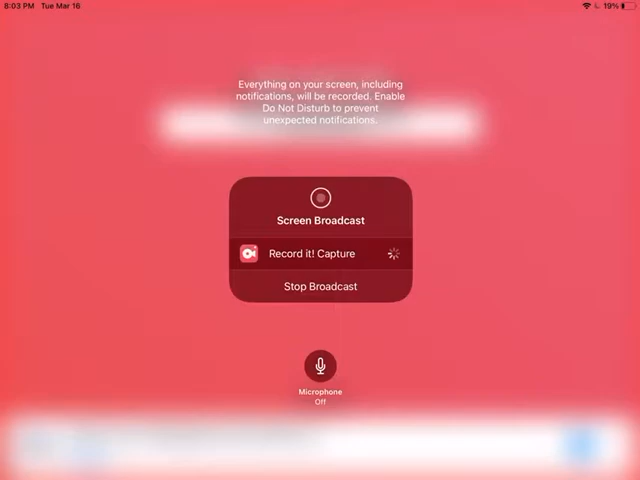 8:03 PM Tue Mar 16 19%
Everything on your screen, including
notifications, will be recorded. Enable
Do Not Disturb to prevent
unexpected notifications.
Screen Broadcast
Record it! Capture
Stop Broadcast
Microphone
Off